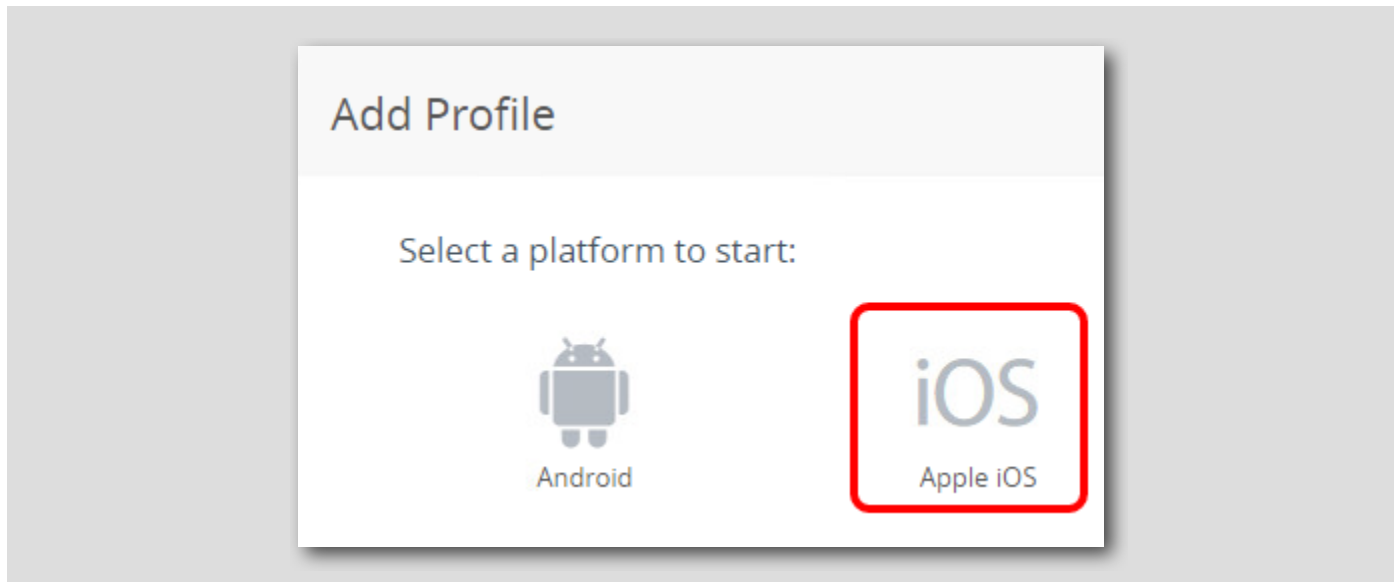 Add Profile
Select a platform to start:
iOS
Android
Apple iOS